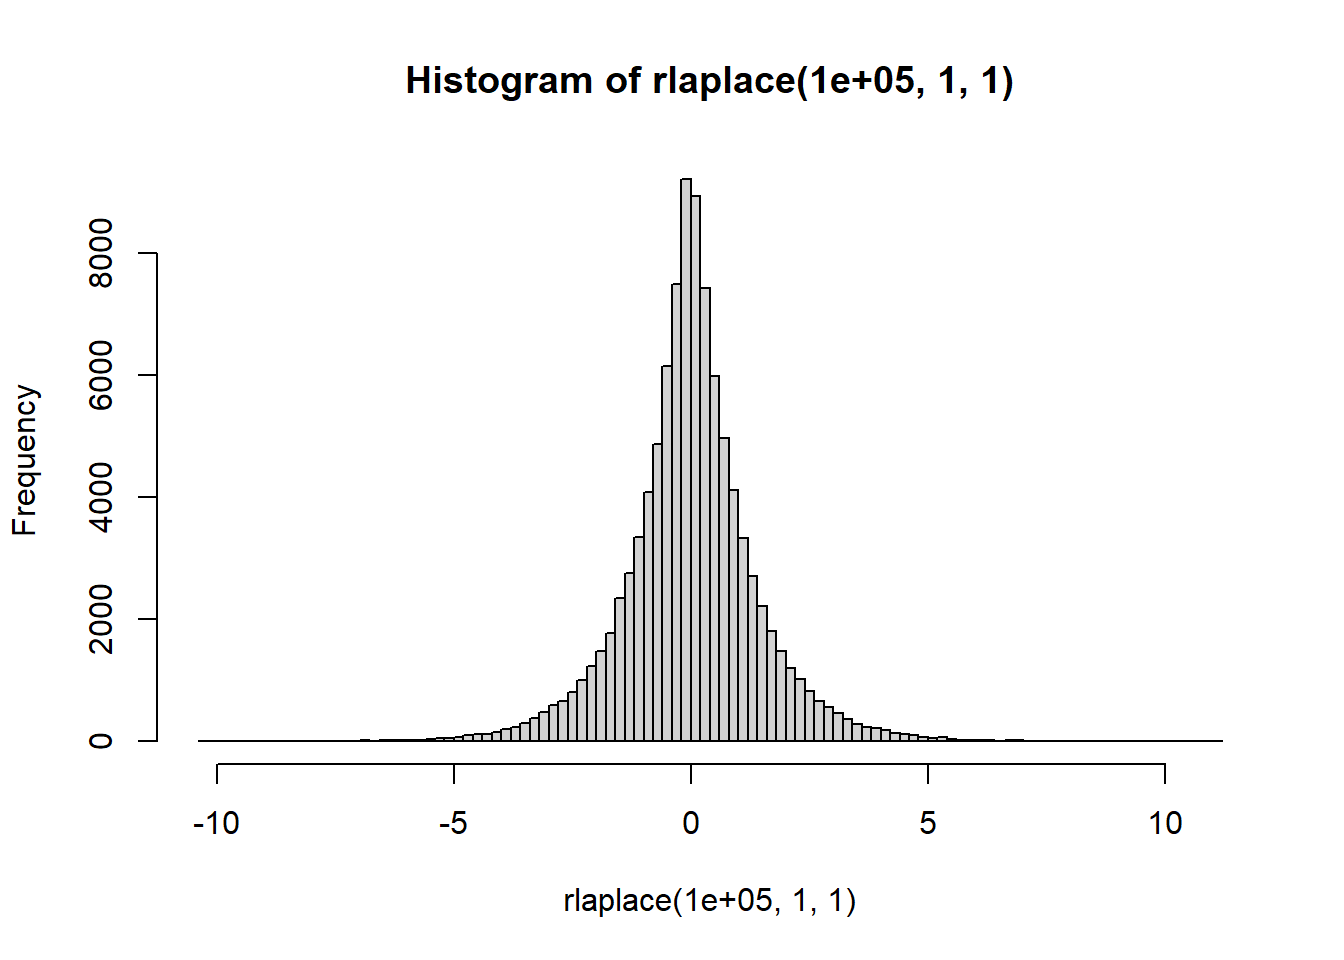 Histogram of rlaplace(1e+05, 1, 1)
Frequency
8000
6000
4000
2000
0
-10 -5 0 5 10
rlaplace(1e+05, 1, 1)